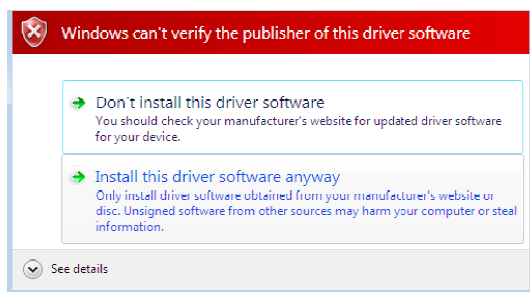 Windows can't verify the publisher of this driver software
Don't install this driver software
You should check your manufacturer's website for updated driver software
for your device.
Install this driver software anyway
Only install driver software obtained from your manufacturer's website or
disc. Unsigned software from other sources may harm your computer or steal
information.
See details